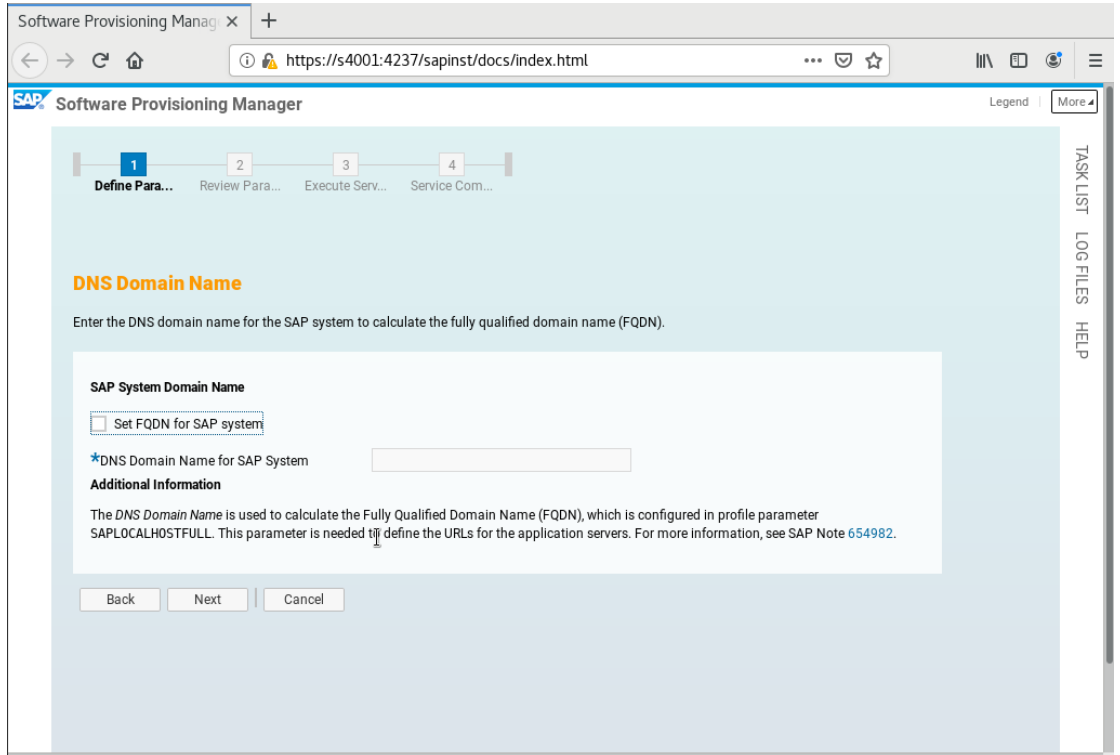 Software Provisioning Manag
https://s4001:4237/sapinst/docs/index.html
SAP Software Provisioning Manager
Legend
More
1
2
3
4
Define Para...
Review Para...
Execute Serv...
Service Com...
TASK LIST
LOG FILES
HELP
DNS Domain Name
Enter the DNS domain name for the SAP system to calculate the fully qualified domain name (FQDN).
SAP System Domain Name
Set FQDN for SAP system
*DNS Domain Name for SAP System
Additional Information
The DNS Domain Name is used to calculate the Fully Qualified Domain Name (FQDN), which is configured in profile parameter
SAPLOCALHOSTFULL. This parameter is needed to define the URLs for the application servers. For more information, see SAP Note 654982.
Back
Next
Cancel